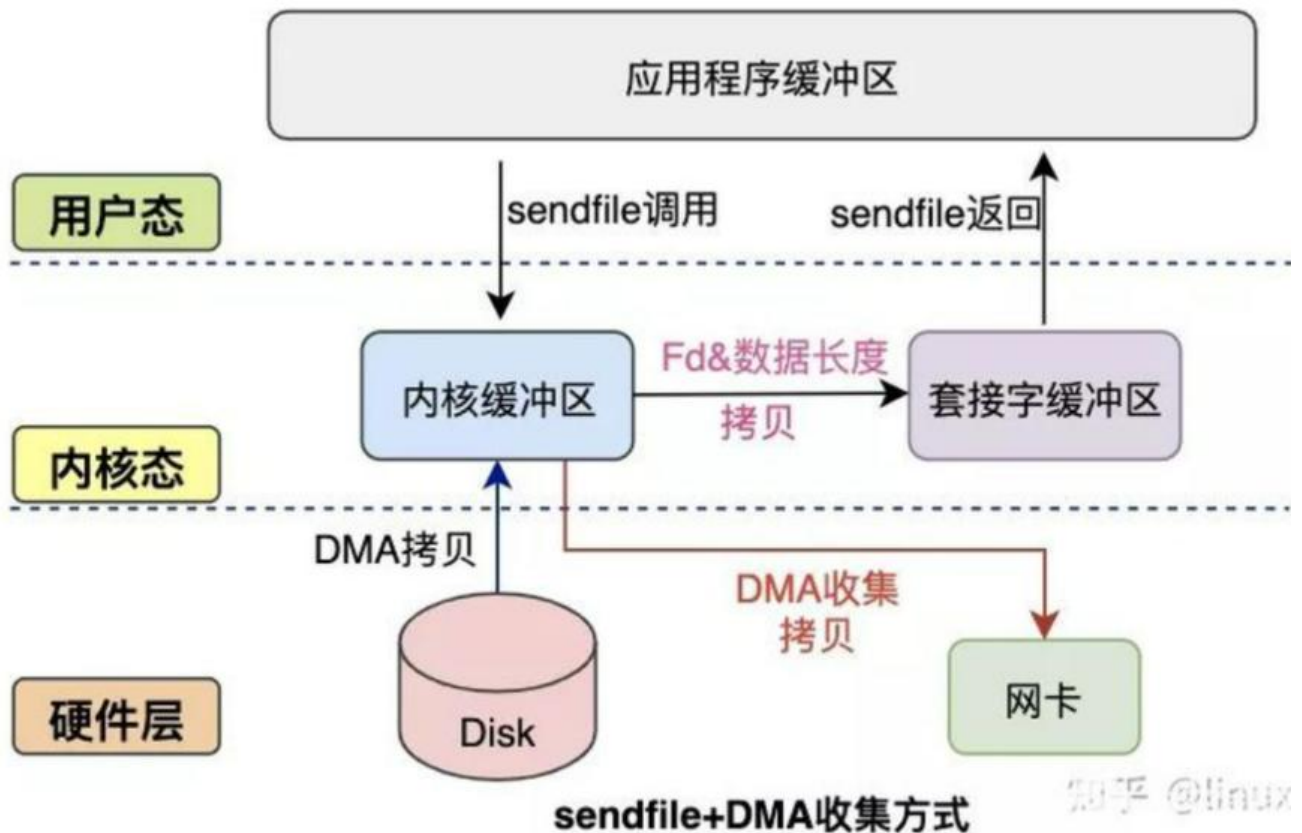 应用程序缓冲区
用户态
sendfile调用
sendfile返回
内核缓冲区
Fd&数据长度
拷贝
套接字缓冲区
内核态
DMA拷贝
DMA收集
拷贝
硬件层
Disk
网卡
sendfile+DMA收集方式
知乎 @linux